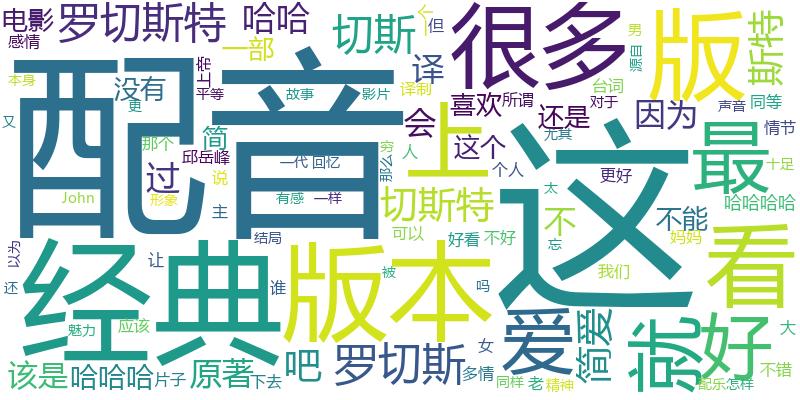 电影
罗切斯特
哈哈
切斯
个
但
很多
版
男
漂自
斯特
感情
一部
译
本身
配音
没有
上帝
平等
故事
影片
译制
喜欢
所谓
台词
对于
声音
同等
又
更
那个
简
会
上
还是
因为
最
情节
邱岳峰
过
这个
尤其
十足
John
说
一代
回忆
那么
穷
人
个人
更好
形象
有感
一样
切斯特
这
太
不
不能
哈哈哈哈
主
结局
可以
好看
不好
忘
妈妈
看
以为
还
经典
让
谁
版本
被
吗
我们
魅力
应该
爱
简爱
就
好
大
不错
该是
哈哈哈
片子
原著
下去
吧
罗切斯
女
多情
同样
老
精神
配乐
怎样